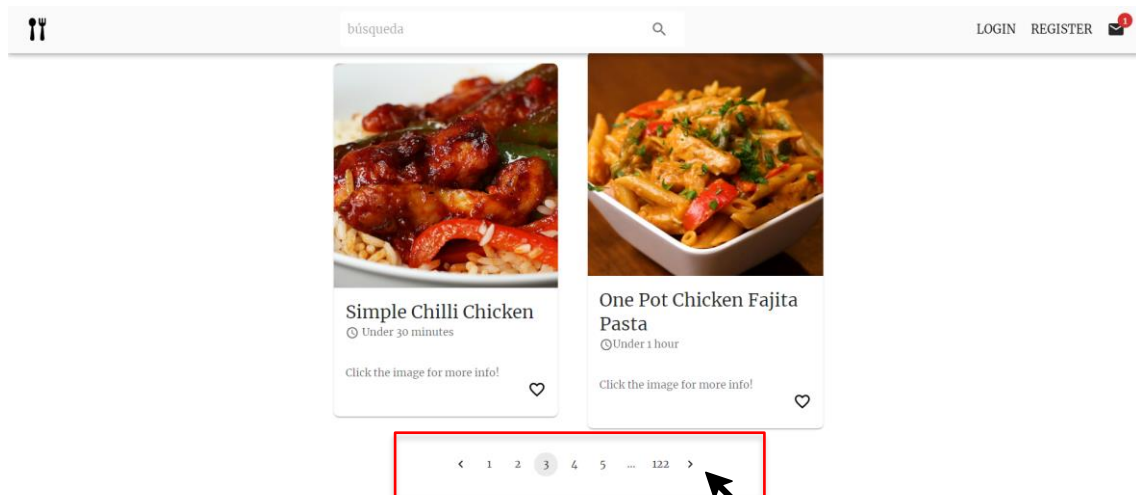 búsqueda
LOGIN REGISTER 1
Simple Chilli Chicken
Under 30 minutes
Click the image for more info!
One Pot Chicken Fajita
Pasta
Under 1 hour
Click the image for more info!
‹ 1 2 3 4 5 ... 122 ›